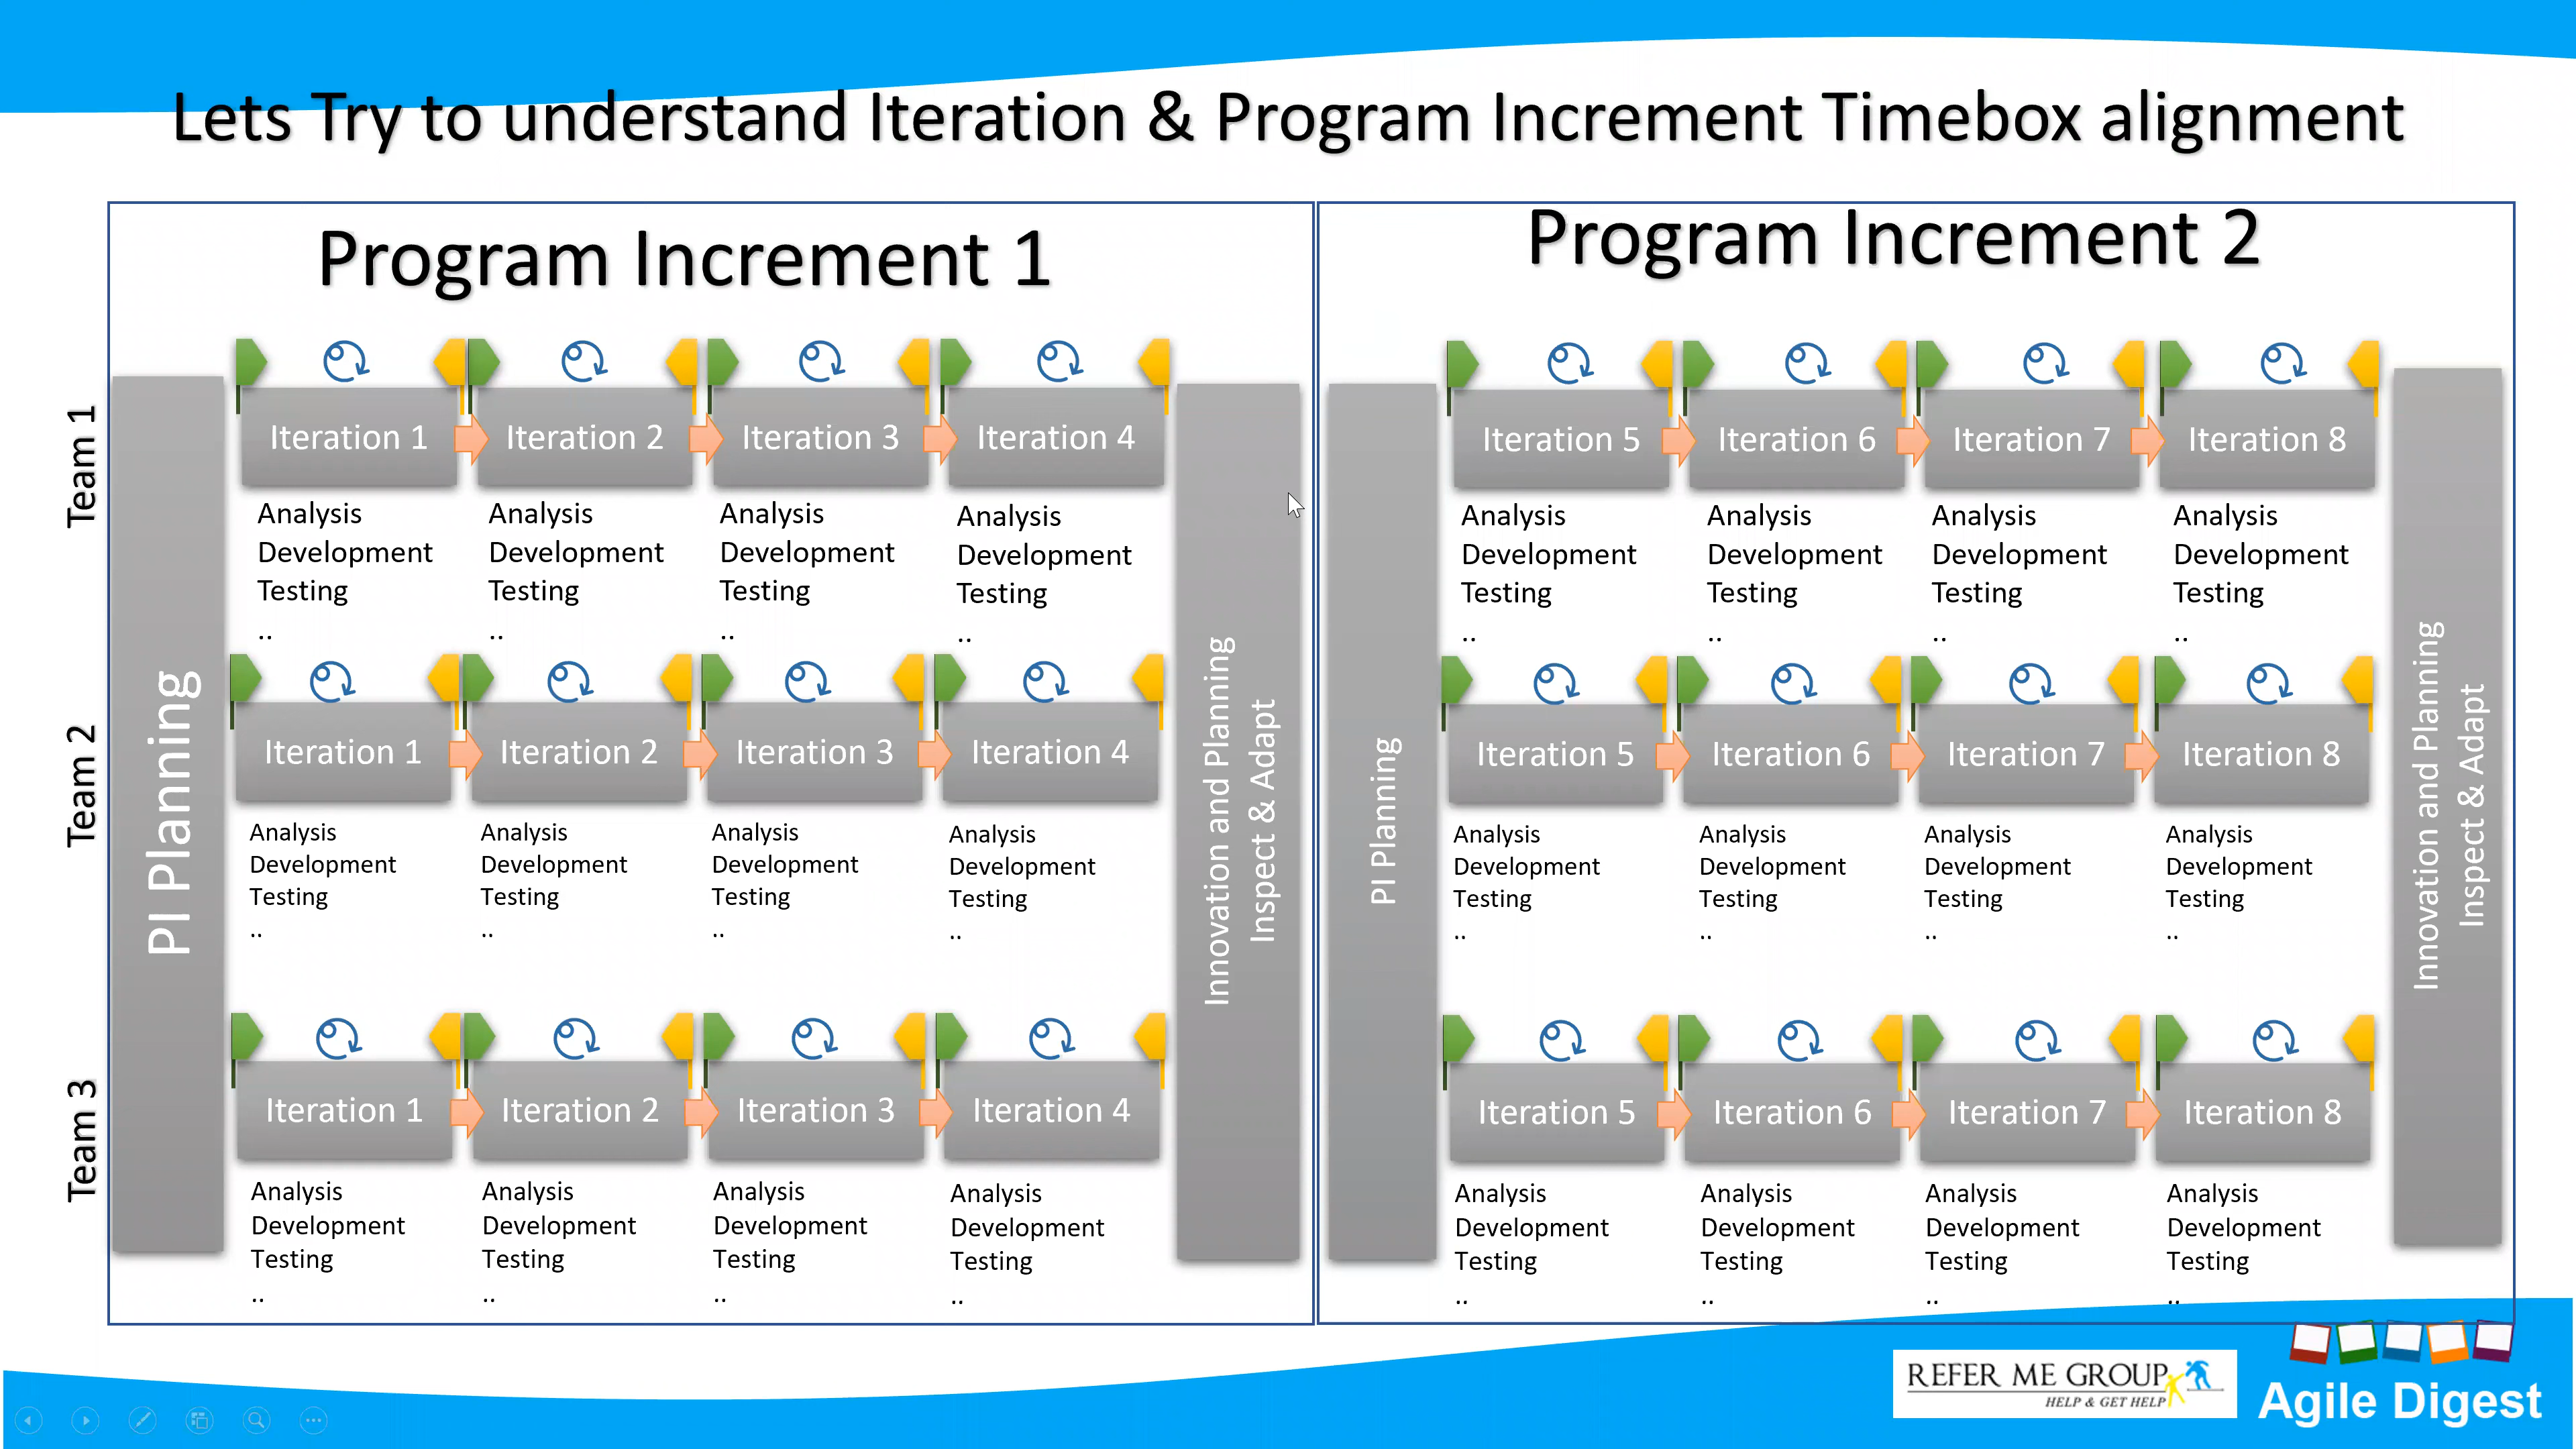 Lets Try to understand Iteration & Program Increment Timebox alignment
Program Increment 1
Team 1
Team 2
Team 3
PI Planning
Iteration 1
Iteration 2
Iteration 3
Iteration 4
Analysis
Development
Testing
..
Analysis
Development
Testing
..
Analysis
Development
Testing
..
Analysis
Development
Testing
..
Iteration 1
Iteration 2
Iteration 3
Iteration 4
Analysis
Development
Testing
..
Analysis
Development
Testing
..
Analysis
Development
Testing
..
Analysis
Development
Testing
..
Iteration 1
Iteration 2
Iteration 3
Iteration 4
Analysis
Development
Testing
..
Analysis
Development
Testing
..
Analysis
Development
Testing
..
Analysis
Development
Testing
..
Innovation and Planning
Inspect & Adapt
Program Increment 2
PI Planning
Iteration 5
Iteration 6
Iteration 7
Iteration 8
Analysis
Development
Testing
..
Analysis
Development
Testing
..
Analysis
Development
Testing
..
Analysis
Development
Testing
..
Iteration 5
Iteration 6
Iteration 7
Iteration 8
Analysis
Development
Testing
..
Analysis
Development
Testing
..
Analysis
Development
Testing
..
Analysis
Development
Testing
..
Iteration 5
Iteration 6
Iteration 7
Iteration 8
Analysis
Development
Testing
..
Analysis
Development
Testing
..
Analysis
Development
Testing
..
Analysis
Development
Testing
..
Innovation and Planning
Inspect & Adapt
REFER ME GROUP
HELP & GET HELP
Agile Digest